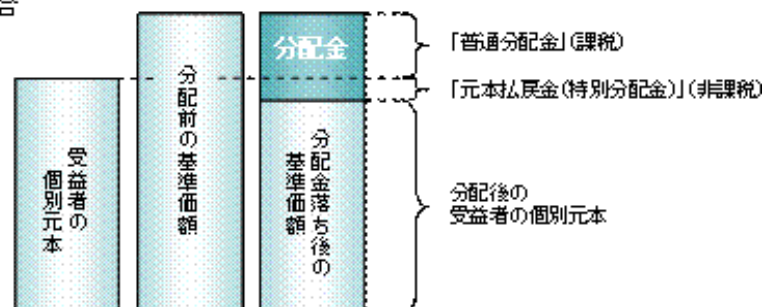 受益者の
個別元本
分配前の基準価額
分配金
分配金落ち後の
基準価額
「普通分配金」(課税)
「元本払戻金(特別分配金)」(非課税)
分配後の
受益者の個別元本